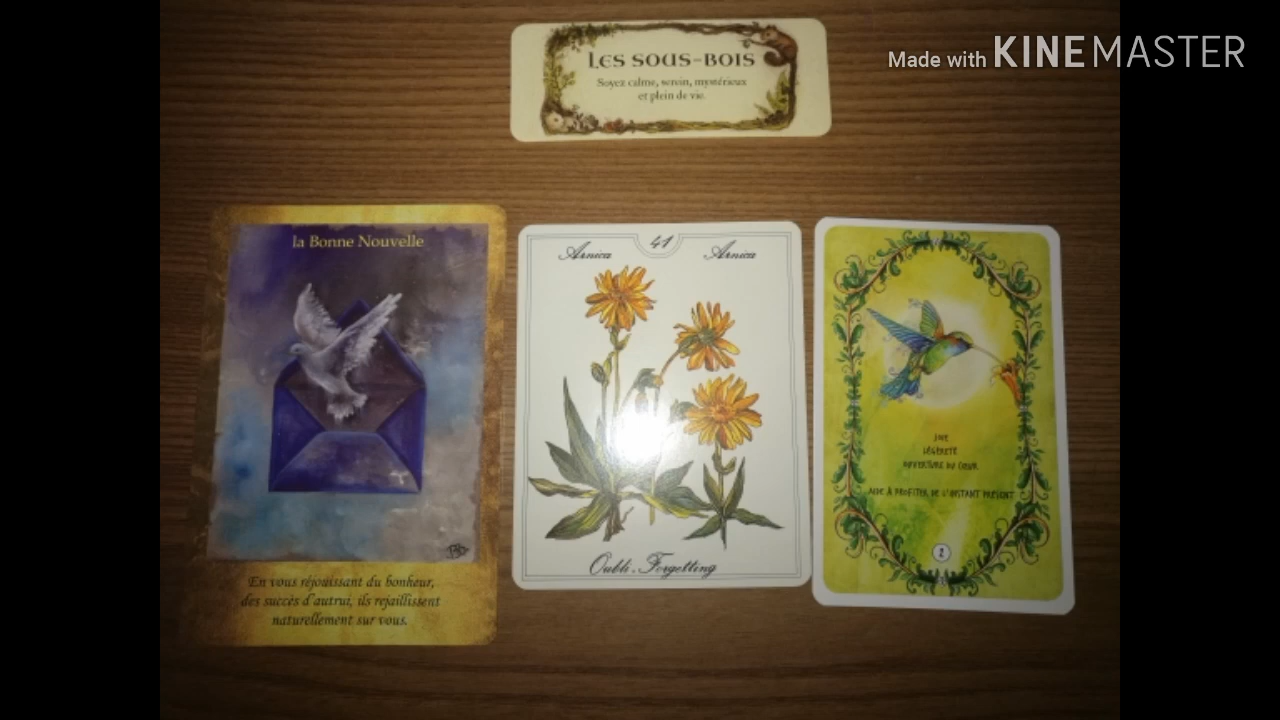 Made with KINEMASTER
LES SOUS-BOIS
Soyez calme, serein, mystérieux
et plein de vie.
la Bonne Nouvelle
En vous réjouissant du bonheur,
des succès d'autrui, ils rejaillissent
naturellement sur vous.
41
Arnica Arnica
Oubli . Forgetting
JOIE
LÉGÈRETÉ
OUVERTURE DU CŒUR
AIDE À PROFITER DE L'INSTANT PRÉSENT
2